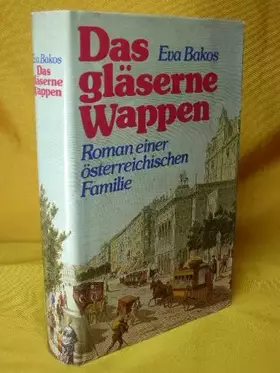 Eva Bakos
Das
gläserne
Wappen
Das Eva Bakos
gläserne
Wappen
Roman einer
österreichischen
Familie